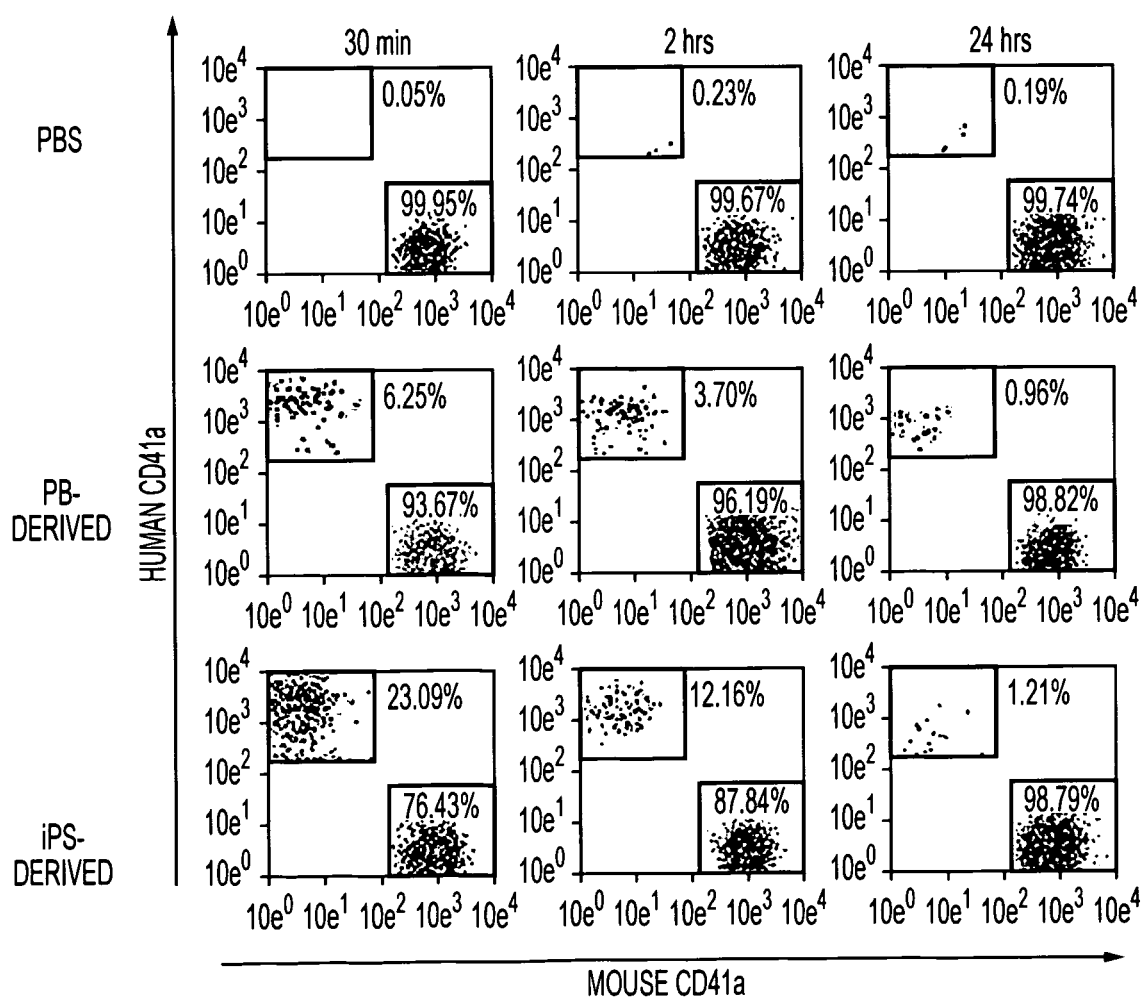 30 min 2 hrs 24 hrs
PBS
10e⁴ 10e⁴ 10e⁴
0.05% 0.23% 0.19%
10e³ 10e³ 10e³
10e² 10e² 10e²
99.95% 99.67% 99.74%
10e¹ 10e¹ 10e¹
10e⁰ 10e⁰ 10e⁰
10e⁰ 10e¹ 10e² 10e³ 10e⁴ 10e⁰ 10e¹ 10e² 10e³ 10e⁴ 10e⁰ 10e¹ 10e² 10e³ 10e⁴
HUMAN CD41a
PB-
DERIVED
10e⁴ 10e⁴ 10e⁴
6.25% 3.70% 0.96%
10e³ 10e³ 10e³
10e² 10e² 10e²
93.67% 96.19% 98.82%
10e¹ 10e¹ 10e¹
10e⁰ 10e⁰ 10e⁰
10e⁰ 10e¹ 10e² 10e³ 10e⁴ 10e⁰ 10e¹ 10e² 10e³ 10e⁴ 10e⁰ 10e¹ 10e² 10e³ 10e⁴
iPS-
DERIVED
10e⁴ 10e⁴ 10e⁴
23.09% 12.16% 1.21%
10e³ 10e³ 10e³
10e² 10e² 10e²
76.43% 87.84% 98.79%
10e¹ 10e¹ 10e¹
10e⁰ 10e⁰ 10e⁰
10e⁰ 10e¹ 10e² 10e³ 10e⁴ 10e⁰ 10e¹ 10e² 10e³ 10e⁴ 10e⁰ 10e¹ 10e² 10e³ 10e⁴
MOUSE CD41a